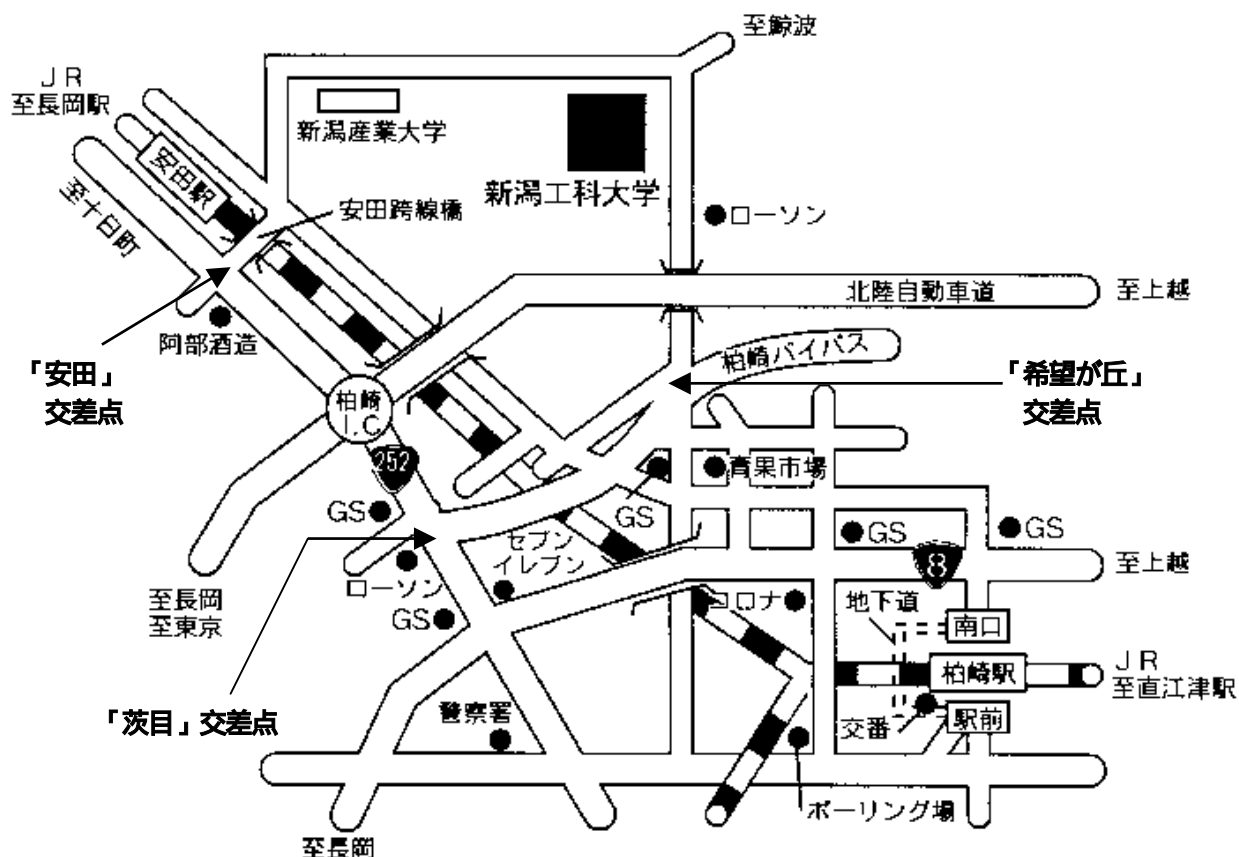 至鯨波
JR
至長岡駅
新潟産業大学
新潟工科大学
安田駅
至十日町
安田跨線橋
ローソン
北陸自動車道
至上越
阿部酒造
「安田」
交差点
柏崎
I.C.
柏崎バイパス
「希望が丘」
交差点
252
青果市場
GS
GS
セブン
イレブン
GS
GS
8
至上越
ローソン
至長岡
至東京
GS
コロナ
地下道
南口
柏崎駅
JR
至直江津駅
「茨目」交差点
警察署
交番
駅前
ボーリング場
至長岡